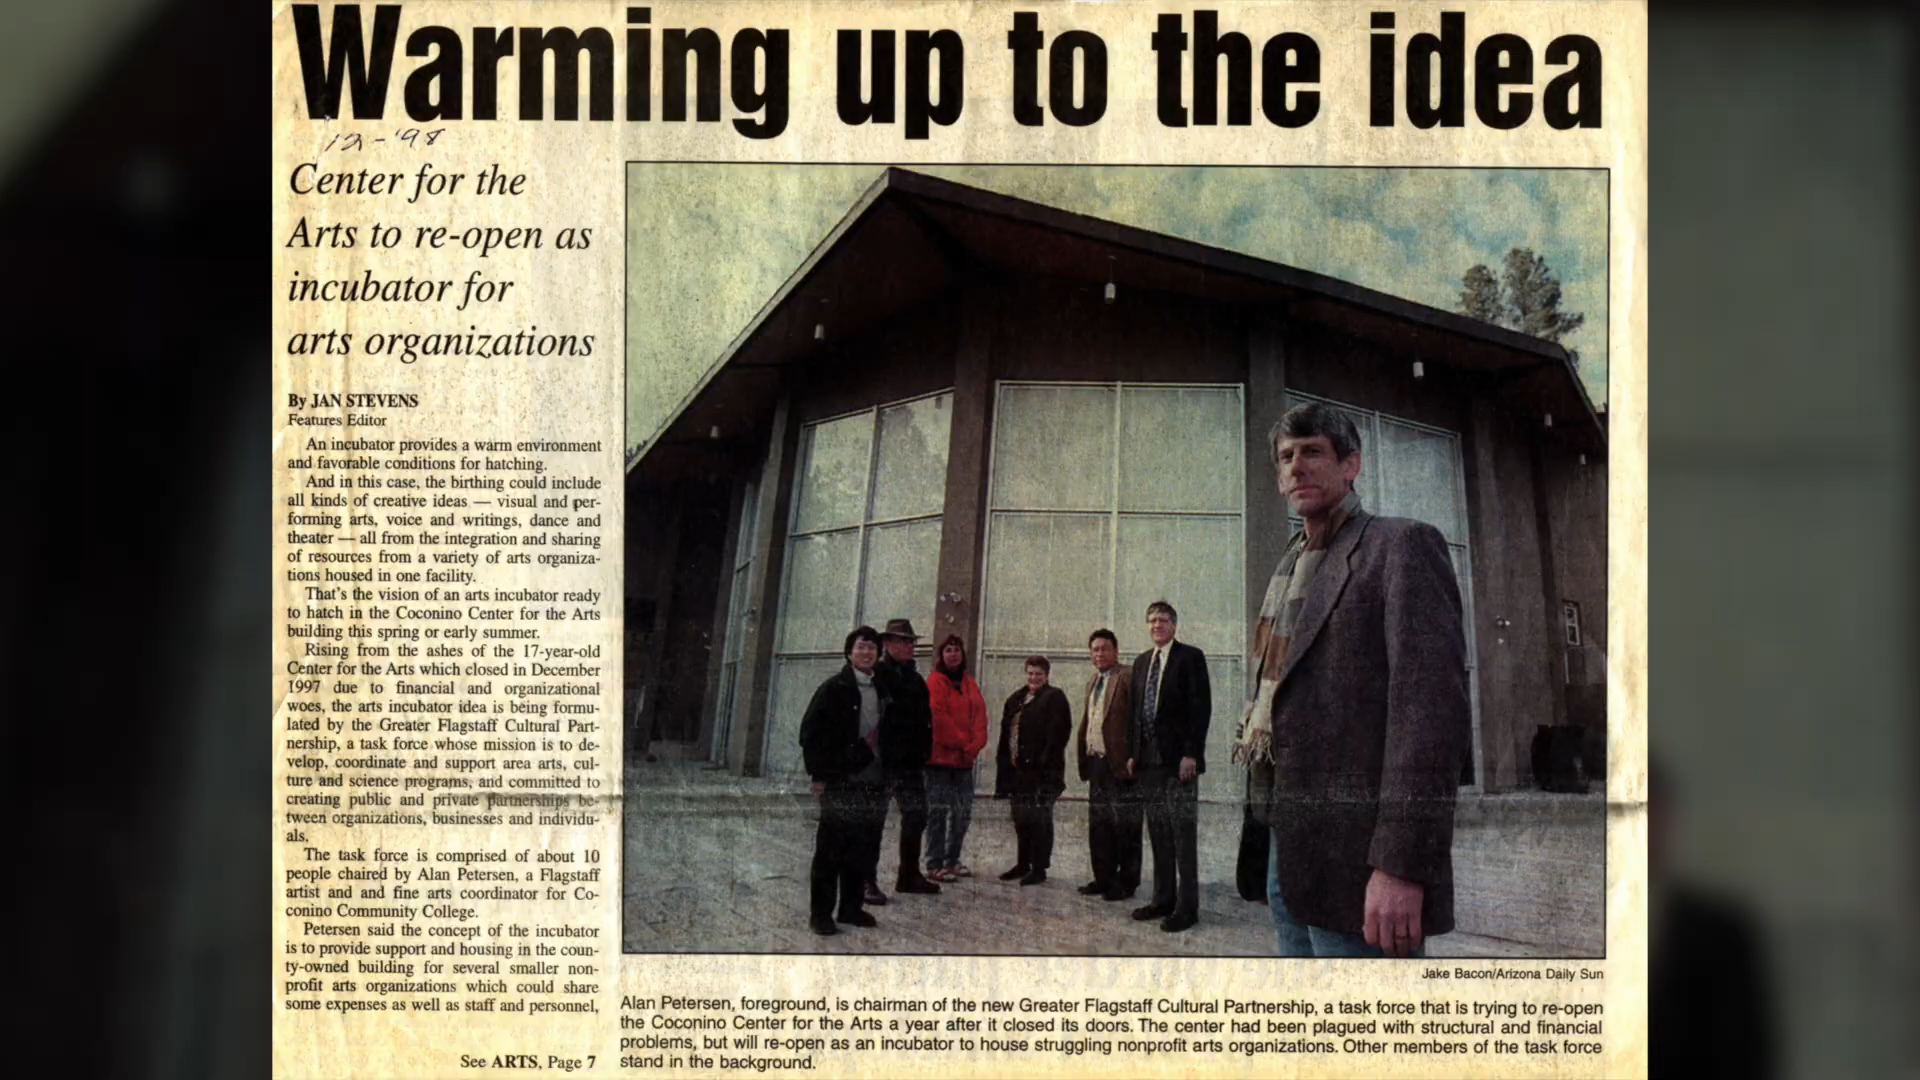 Warming up to the idea
12-'98
Center for the
Arts to re-open as
incubator for
arts organizations
By JAN STEVENS
Features Editor
An incubator provides a warm environment
and favorable conditions for hatching.
And in this case, the birthing could include
all kinds of creative ideas — visual and per-
forming arts, voice and writings, dance and
theater — all from the integration and sharing
of resources from a variety of arts organiza-
tions housed in one facility.
That's the vision of an arts incubator ready
to hatch in the Coconino Center for the Arts
building this spring or early summer.
Rising from the ashes of the 17-year-old
Center for the Arts which closed in December
1997 due to financial and organizational
woes, the arts incubator idea is being formu-
lated by the Greater Flagstaff Cultural Part-
nership, a task force whose mission is to de-
velop, coordinate and support area arts, cul-
ture and science programs, and committed to
creating public and private partnerships be-
tween organizations, businesses and individu-
als.
The task force is comprised of about 10
people chaired by Alan Petersen, a Flagstaff
artist and and fine arts coordinator for Co-
conino Community College.
Petersen said the concept of the incubator
is to provide support and housing in the coun-
ty-owned building for several smaller non-
profit arts organizations which could share
some expenses as well as staff and personnel,
See ARTS, Page 7
Jake Bacon/Arizona Daily Sun
Alan Petersen, foreground, is chairman of the new Greater Flagstaff Cultural Partnership, a task force that is trying to re-open
the Coconino Center for the Arts a year after it closed its doors. The center had been plagued with structural and financial
problems, but will re-open as an incubator to house struggling nonprofit arts organizations. Other members of the task force
stand in the background.